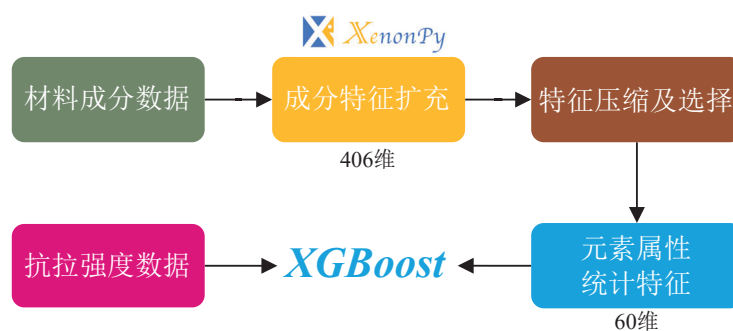 XenonPy
材料成分数据
成分特征扩充
特征压缩及选择
406维
抗拉强度数据
XGBoost
元素属性
统计特征
60维